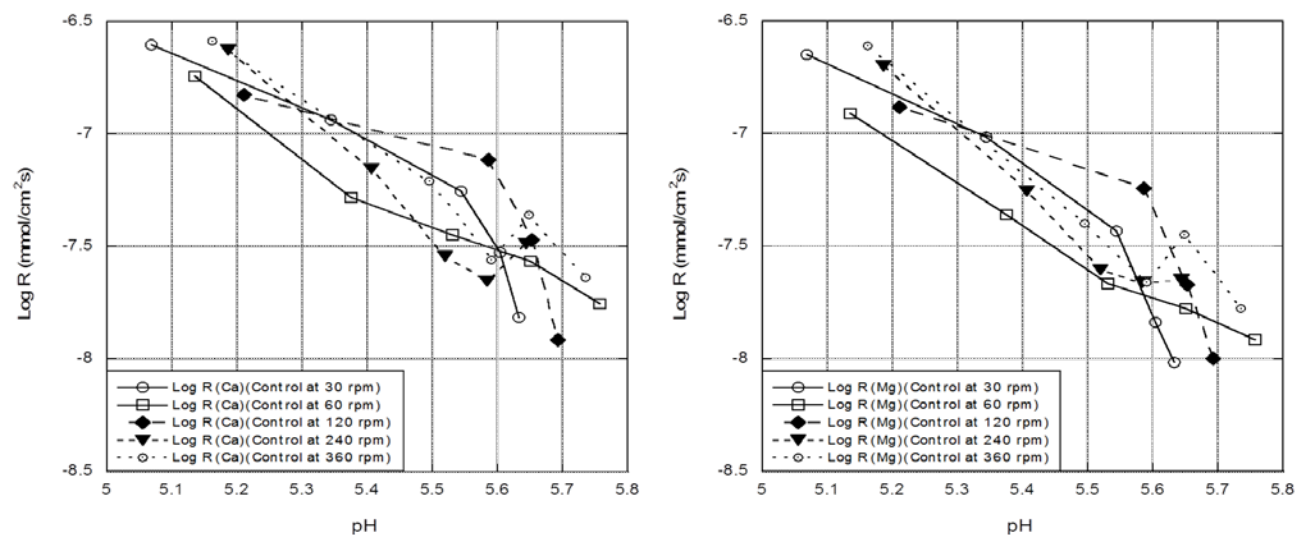 -6.5
-7
-7.5
-8
-8.5
Log R (mmol/cm²s)
Log R (Ca)(Control at 30 rpm)
Log R (Ca)(Control at 60 rpm)
Log R (Ca)(Control at 120 rpm)
Log R (Ca)(Control at 240 rpm)
Log R (Ca)(Control at 360 rpm)
5 5.1 5.2 5.3 5.4 5.5 5.6 5.7 5.8
pH
-6.5
-7
-7.5
-8
-8.5
Log R (mmol/cm²s)
Log R (Mg)(Control at 30 rpm)
Log R (Mg)(Control at 60 rpm)
Log R (Mg)(Control at 120 rpm)
Log R (Mg)(Control at 240 rpm)
Log R (Mg)(Control at 360 rpm)
5 5.1 5.2 5.3 5.4 5.5 5.6 5.7 5.8
pH